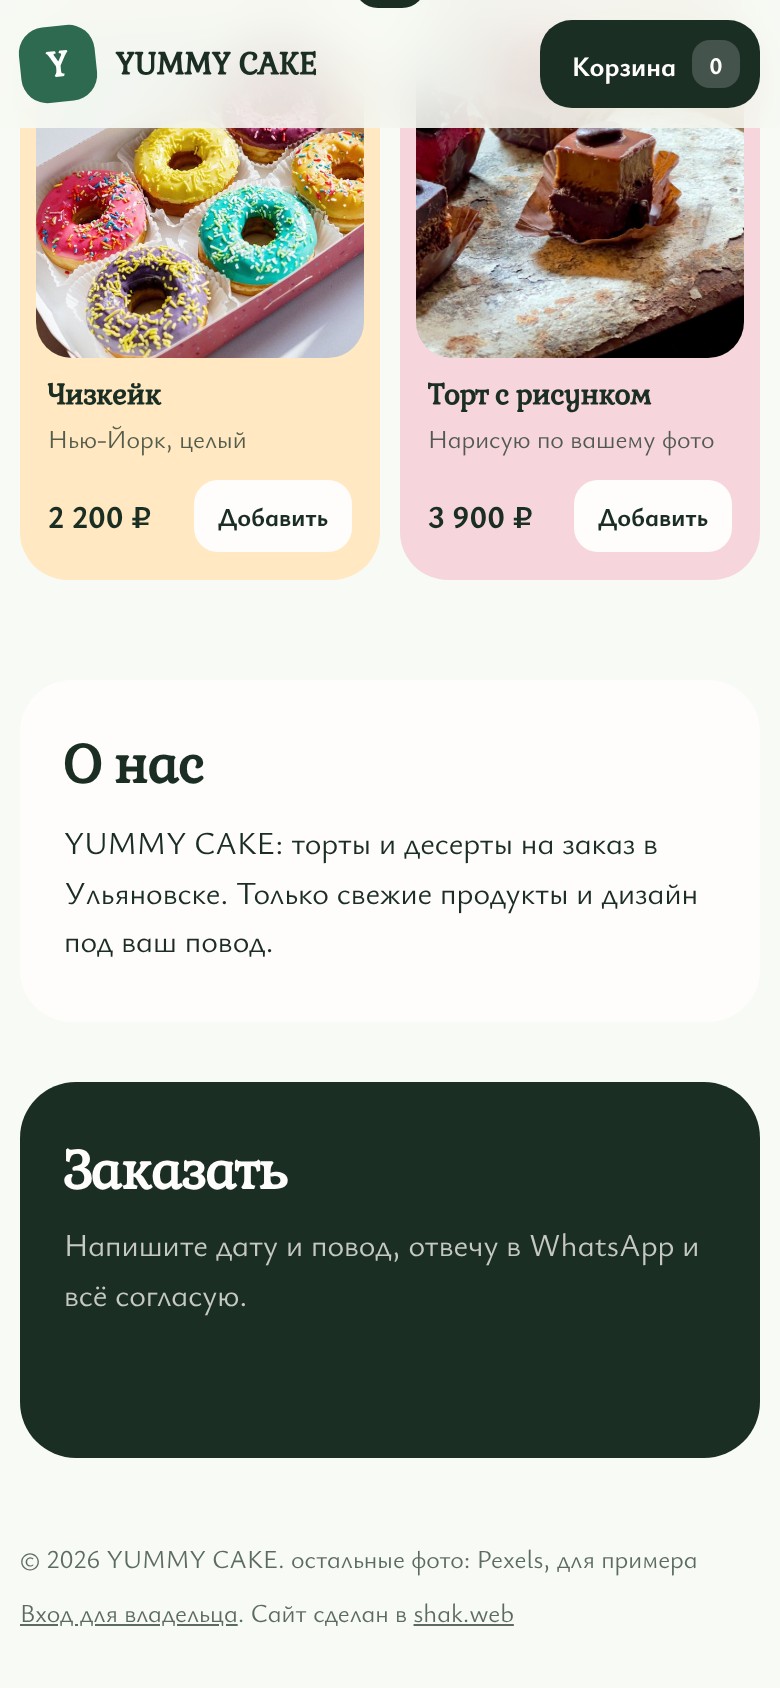 Y YUMMY CAKE Корзина 0
Чизкейк
Нью-Йорк, целый
2 200 ₽ Добавить
Торт с рисунком
Нарисую по вашему фото
3 900 ₽ Добавить
О нас
YUMMY CAKE: торты и десерты на заказ в
Ульяновске. Только свежие продукты и дизайн
под ваш повод.
Заказать
Напишите дату и повод, отвечу в WhatsApp и
всё согласую.
© 2026 YUMMY CAKE. остальные фото: Pexels, для примера
Вход для владельца. Сайт сделан в shak.web